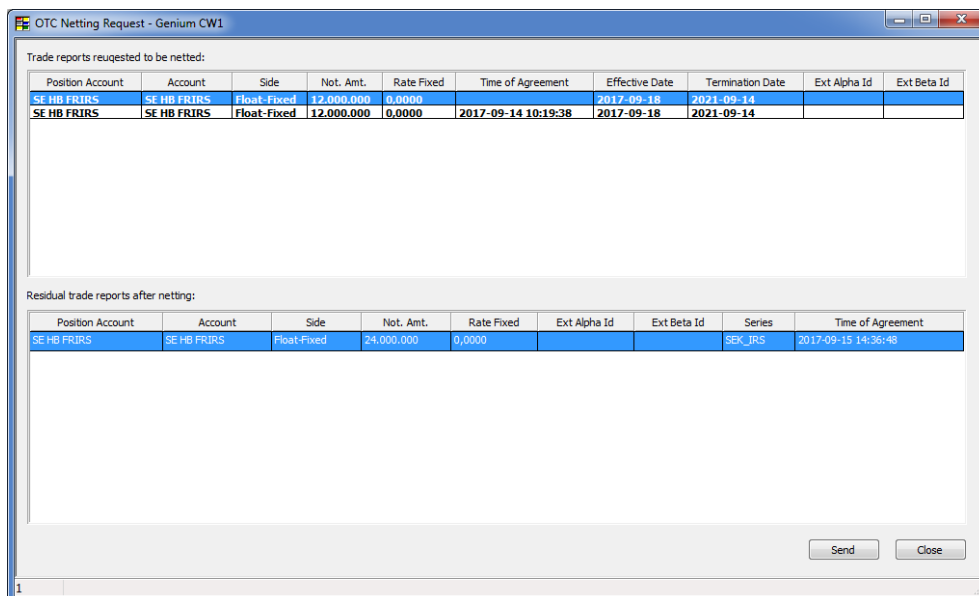 OTC Netting Request - Genium CW1
Trade reports reuqested to be netted:
Position Account Account Side Not. Amt. Rate Fixed Time of Agreement Effective Date Termination Date Ext Alpha Id Ext Beta Id
SE HB FRIRS SE HB FRIRS Float-Fixed 12.000.000 0,0000 2017-09-18 2021-09-14
SE HB FRIRS SE HB FRIRS Float-Fixed 12.000.000 0,0000 2017-09-14 10:19:38 2017-09-18 2021-09-14
Residual trade reports after netting:
Position Account Account Side Not. Amt. Rate Fixed Ext Alpha Id Ext Beta Id Series Time of Agreement
SE HB FRIRS SE HB FRIRS Float-Fixed 24.000.000 0,0000 SEK_IRS 2017-09-15 14:36:48
Send Close
1